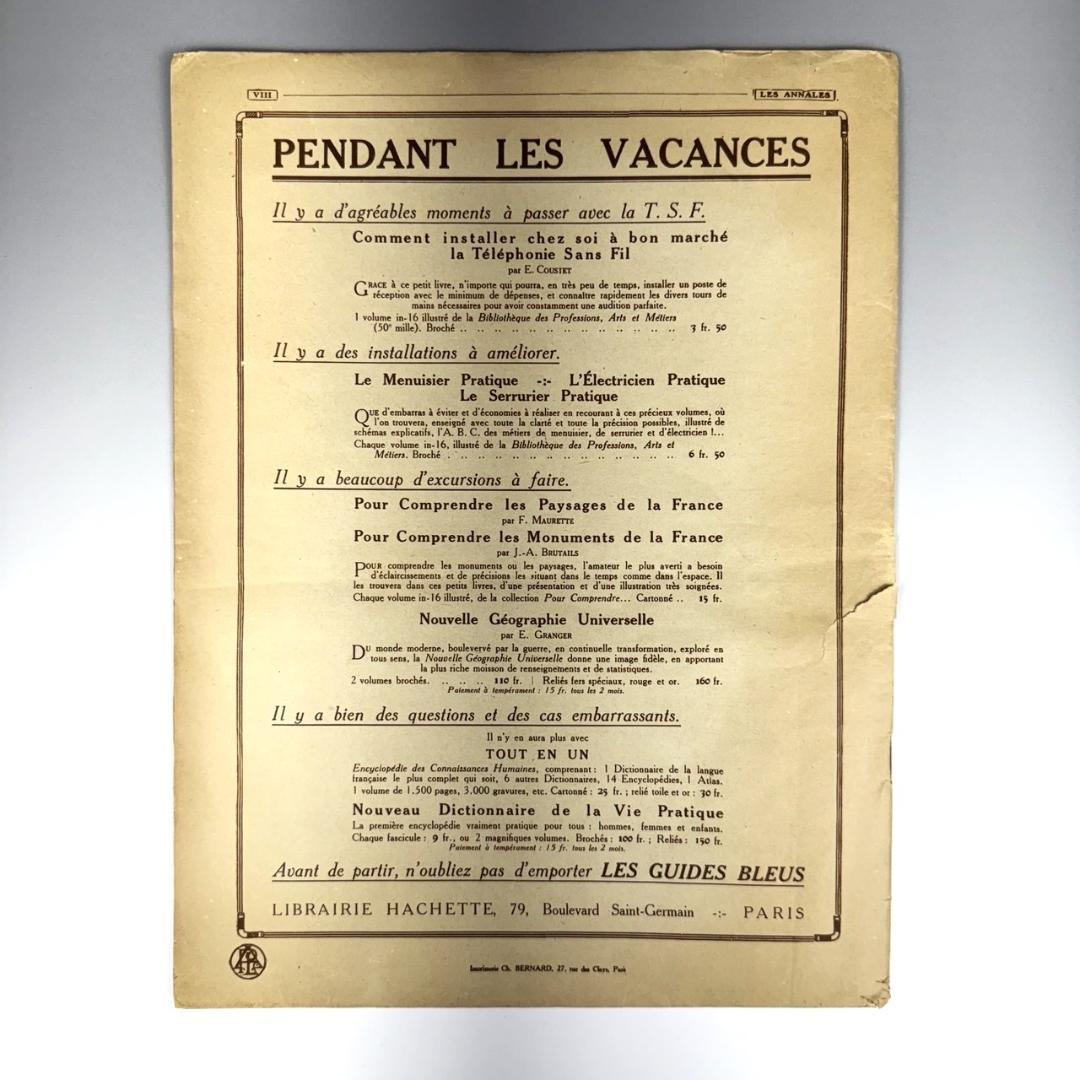 VIII
LES ANNALES
PENDANT LES VACANCES
Il y a d'agréables moments à passer avec la T. S. F.
Comment installer chez soi à bon marché
la Téléphonie Sans Fil
par E. Coustet
GRACE à ce petit livre, n'importe qui pourra, en très peu de temps, installer un poste de
réception avec le minimum de dépenses, et connaître rapidement les divers tours de
mains nécessaires pour avoir constamment une audition parfaite.
1 volume in-16 illustré de la Bibliothèque des Professions, Arts et Métiers
(50e mille). Broché .. .. .. .. .. .. .. .. .. .. .. .. .. .. 3 fr. 50
Il y a des installations à améliorer.
Le Menuisier Pratique -:- L'Électricien Pratique
Le Serrurier Pratique
QUE d'embarras à éviter et d'économies à réaliser en recourant à ces précieux volumes, où
l'on trouvera, enseigné avec toute la clarté et toute la précision possibles, illustré de
schémas explicatifs, l'A. B. C. des métiers de menuisier, de serrurier et d'électricien !...
Chaque volume in-16, illustré de la Bibliothèque des Professions, Arts et
Métiers. Broché . .. .. .. .. .. .. .. .. .. .. .. .. .. .. 6 fr. 50
Il y a beaucoup d'excursions à faire.
Pour Comprendre les Paysages de la France
par F. Maurette
Pour Comprendre les Monuments de la France
par J.-A. Brutails
POUR comprendre les monuments ou les paysages, l'amateur le plus averti a besoin
d'éclaircissements et de précisions les situant dans le temps comme dans l'espace. Il
les trouvera dans ces petits livres, d'une présentation et d'une illustration très soignées.
Chaque volume in-16 illustré, de la collection Pour Comprendre... Cartonné .. 15 fr.
Nouvelle Géographie Universelle
par E. Granger
DU monde moderne, boulevervé par la guerre, en continuelle transformation, exploré en
tous sens, la Nouvelle Géographie Universelle donne une image fidèle, en apportant
la plus riche moisson de renseignements et de statistiques.
2 volumes brochés. .. .. .. 110 fr. | Reliés fers spéciaux, rouge et or. 160 fr.
Paiement à tempérament : 15 fr. tous les 2 mois.
Il y a bien des questions et des cas embarrassants.
Il n'y en aura plus avec
TOUT EN UN
Encyclopédie des Connaissances Humaines, comprenant : 1 Dictionnaire de la langue
française le plus complet qui soit, 6 autres Dictionnaires, 14 Encyclopédies, 1 Atlas.
1 volume de 1.500 pages, 3.000 gravures, etc. Cartonné : 25 fr. ; relié toile et or : 30 fr.
Nouveau Dictionnaire de la Vie Pratique
La première encyclopédie vraiment pratique pour tous : hommes, femmes et enfants.
Chaque fascicule : 9 fr., ou 2 magnifiques volumes. Brochés : 100 fr. ; Reliés : 150 fr.
Paiement à tempérament : 15 fr. tous les 2 mois.
Avant de partir, n'oubliez pas d'emporter LES GUIDES BLEUS
LIBRAIRIE HACHETTE, 79, Boulevard Saint-Germain -:- PARIS
Imprimerie Ch. BERNARD, 27, rue des Cloys, Paris